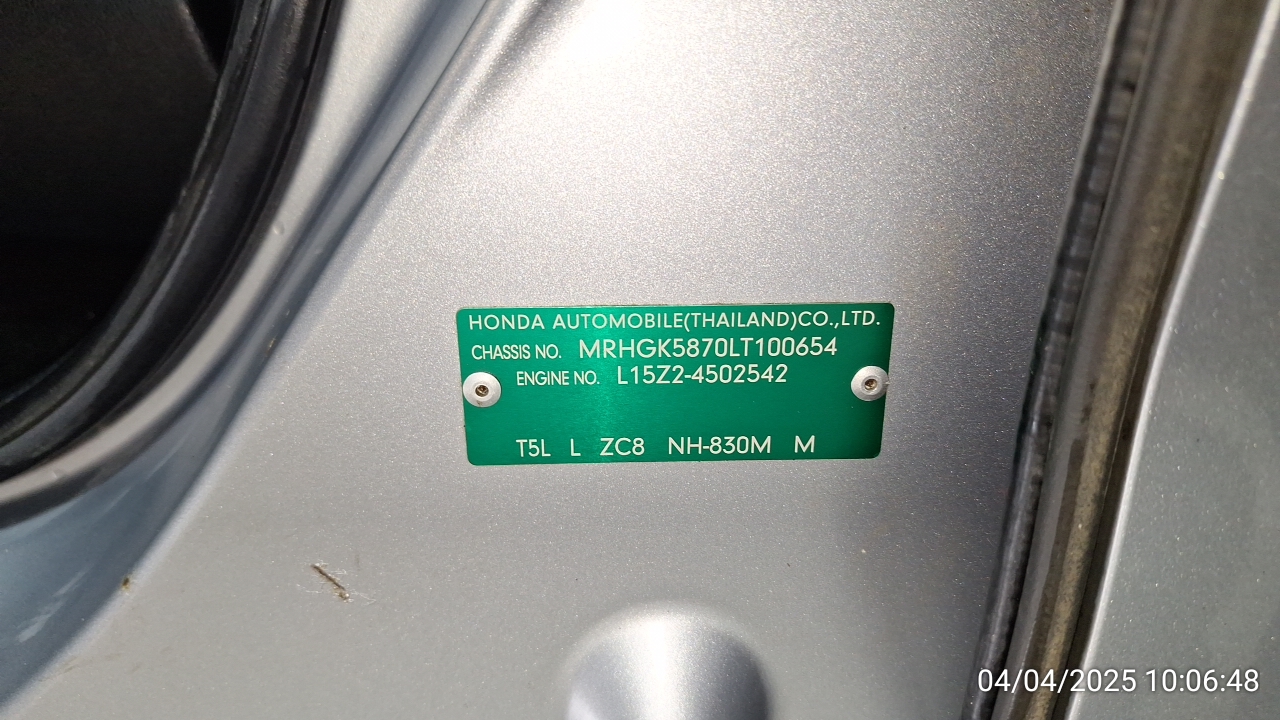 HONDA AUTOMOBILE(THAILAND)CO.,LTD.
CHASSIS NO. MRHGK5870LT100654
ENGINE NO. L15Z2-4502542
T5L L ZC8 NH-830M M
04/04/2025 10:06:48